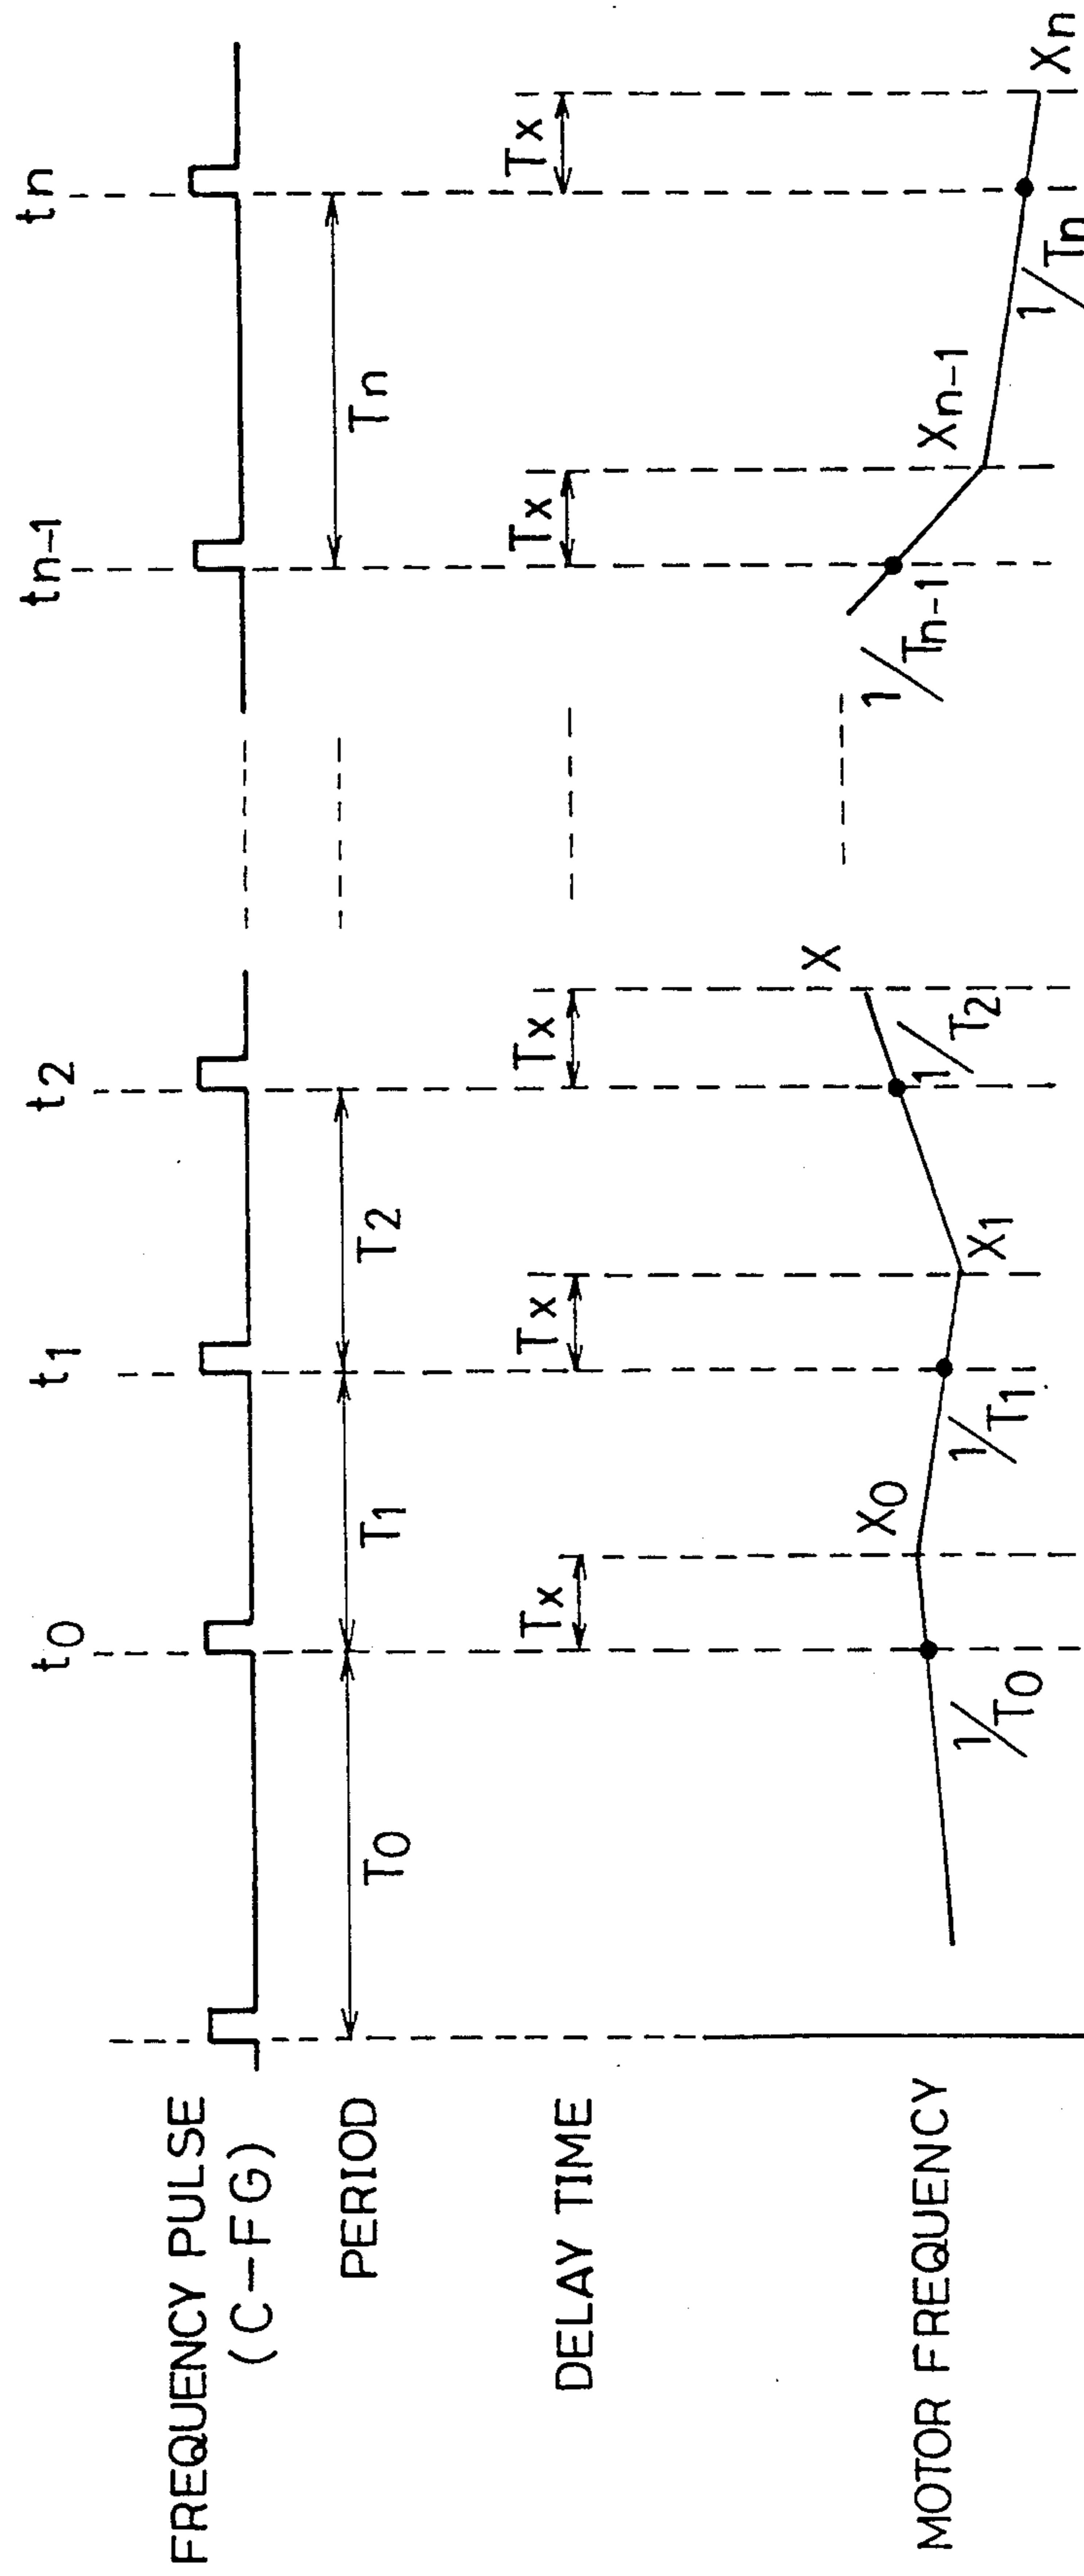 t0 t1 t2 tn-1 tn
FREQUENCY PULSE
(C-FG)
PERIOD
T0 T1 T2 Tn
DELAY TIME
Tx Tx Tx Tx Tx
MOTOR FREQUENCY
X0 X1 X Xn-1 Xn
1/T0 1/T1 1/T2 1/Tn-1 1/Tn